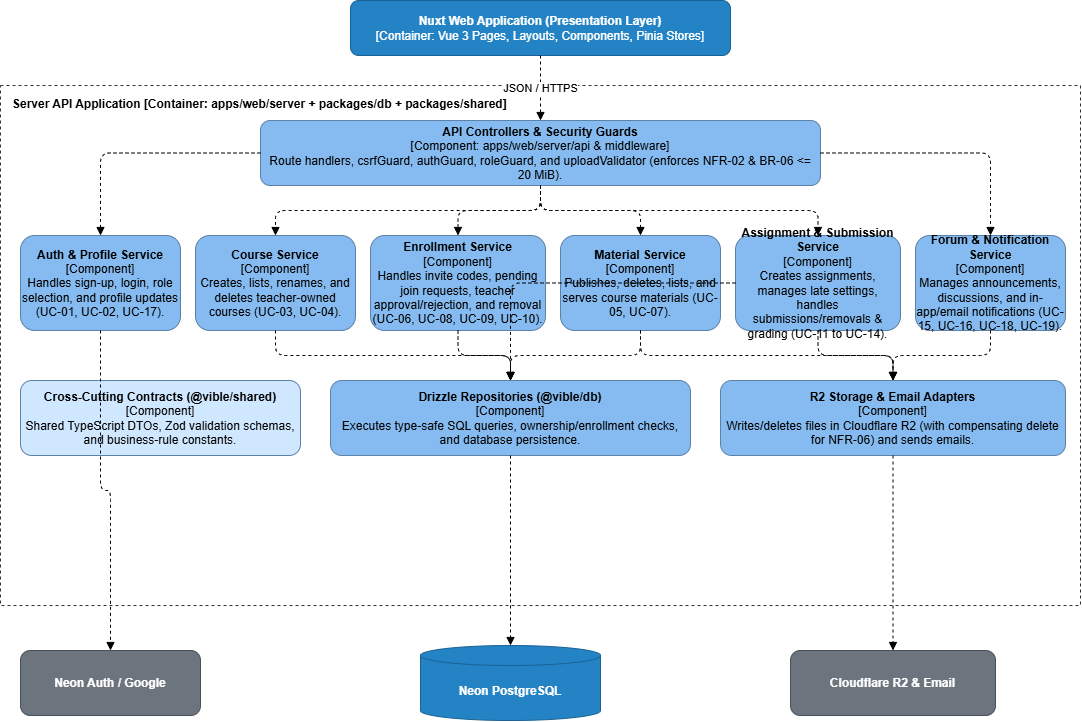 Nuxt Web Application (Presentation Layer)
[Container: Vue 3 Pages, Layouts, Components, Pinia Stores]
JSON / HTTPS
Server API Application [Container: apps/web/server + packages/db + packages/shared]
API Controllers & Security Guards
[Component: apps/web/server/api & middleware]
Route handlers, csrfGuard, authGuard, roleGuard, and uploadValidator (enforces NFR-02 & BR-06 <=
20 MiB).
Auth & Profile Service
[Component]
Handles sign-up, login, role
selection, and profile updates
(UC-01, UC-02, UC-17).
Course Service
[Component]
Creates, lists, renames, and
deletes teacher-owned
courses (UC-03, UC-04).
Enrollment Service
[Component]
Handles invite codes, pending
join requests, teacher
approval/rejection, and removal
(UC-06, UC-08, UC-09, UC-10).
Material Service
[Component]
Publishes, deletes, lists, and
serves course materials (UC-
05, UC-07).
Assignment & Submission
Service
[Component]
Creates assignments,
manages late settings,
handles
submissions/removals &
grading (UC-11 to UC-14).
Forum & Notification
Service
[Component]
Manages announcements,
discussions, and in-
app/email notifications (UC-
15, UC-16, UC-18, UC-19).
Cross-Cutting Contracts (@vible/shared)
[Component]
Shared TypeScript DTOs, Zod validation schemas,
and business-rule constants.
Drizzle Repositories (@vible/db)
[Component]
Executes type-safe SQL queries, ownership/enrollment checks,
and database persistence.
R2 Storage & Email Adapters
[Component]
Writes/deletes files in Cloudflare R2 (with compensating delete
for NFR-06) and sends emails.
Neon Auth / Google
Neon PostgreSQL
Cloudflare R2 & Email